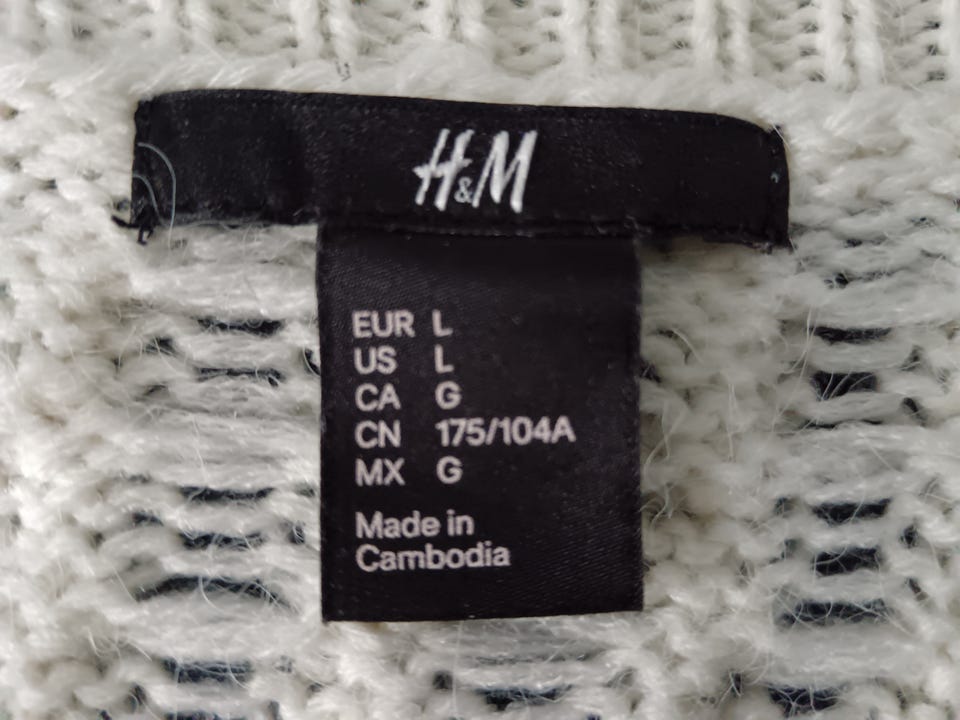 H&M
EUR L
US L
CA G
CN 175/104A
MX G
Made in
Cambodia